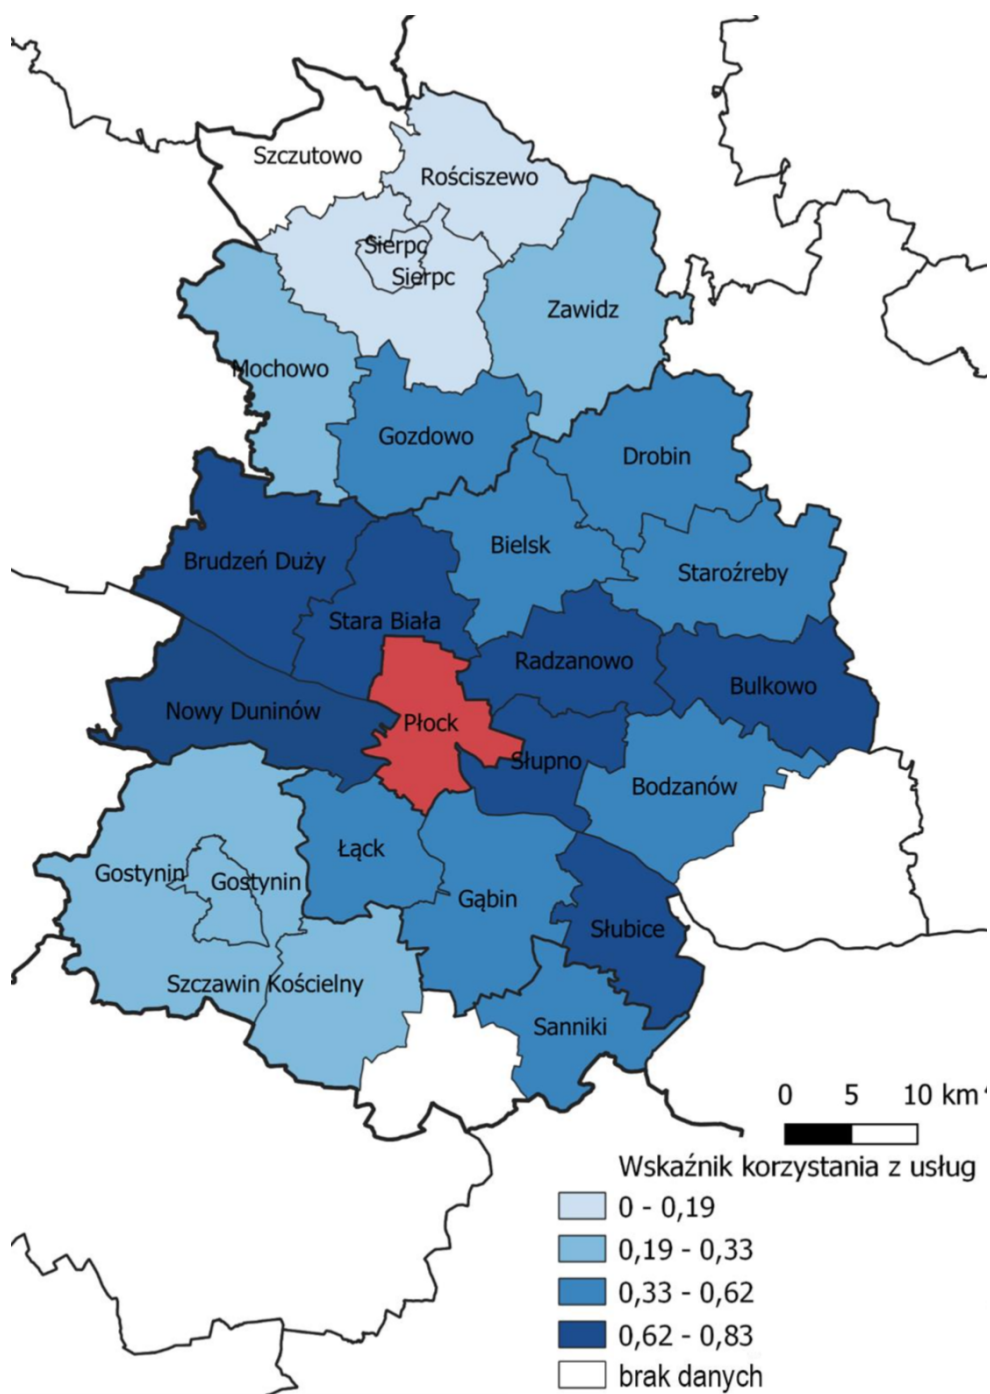 Szczutowo
Rościszewo
Sierpc
Sierpc
Zawidz
Mochowo
Gozdowo
Drobin
Bielsk
Brudzeń Duży
Staroźreby
Stara Biała
Radzanowo
Bulkowo
Nowy Duninów
Płock
Słupno
Bodzanów
Łąck
Gostynin
Gostynin
Gąbin
Słubice
Szczawin Kościelny
Sanniki
0 5 10 km
Wskaźnik korzystania z usług
0 - 0,19
0,19 - 0,33
0,33 - 0,62
0,62 - 0,83
brak danych